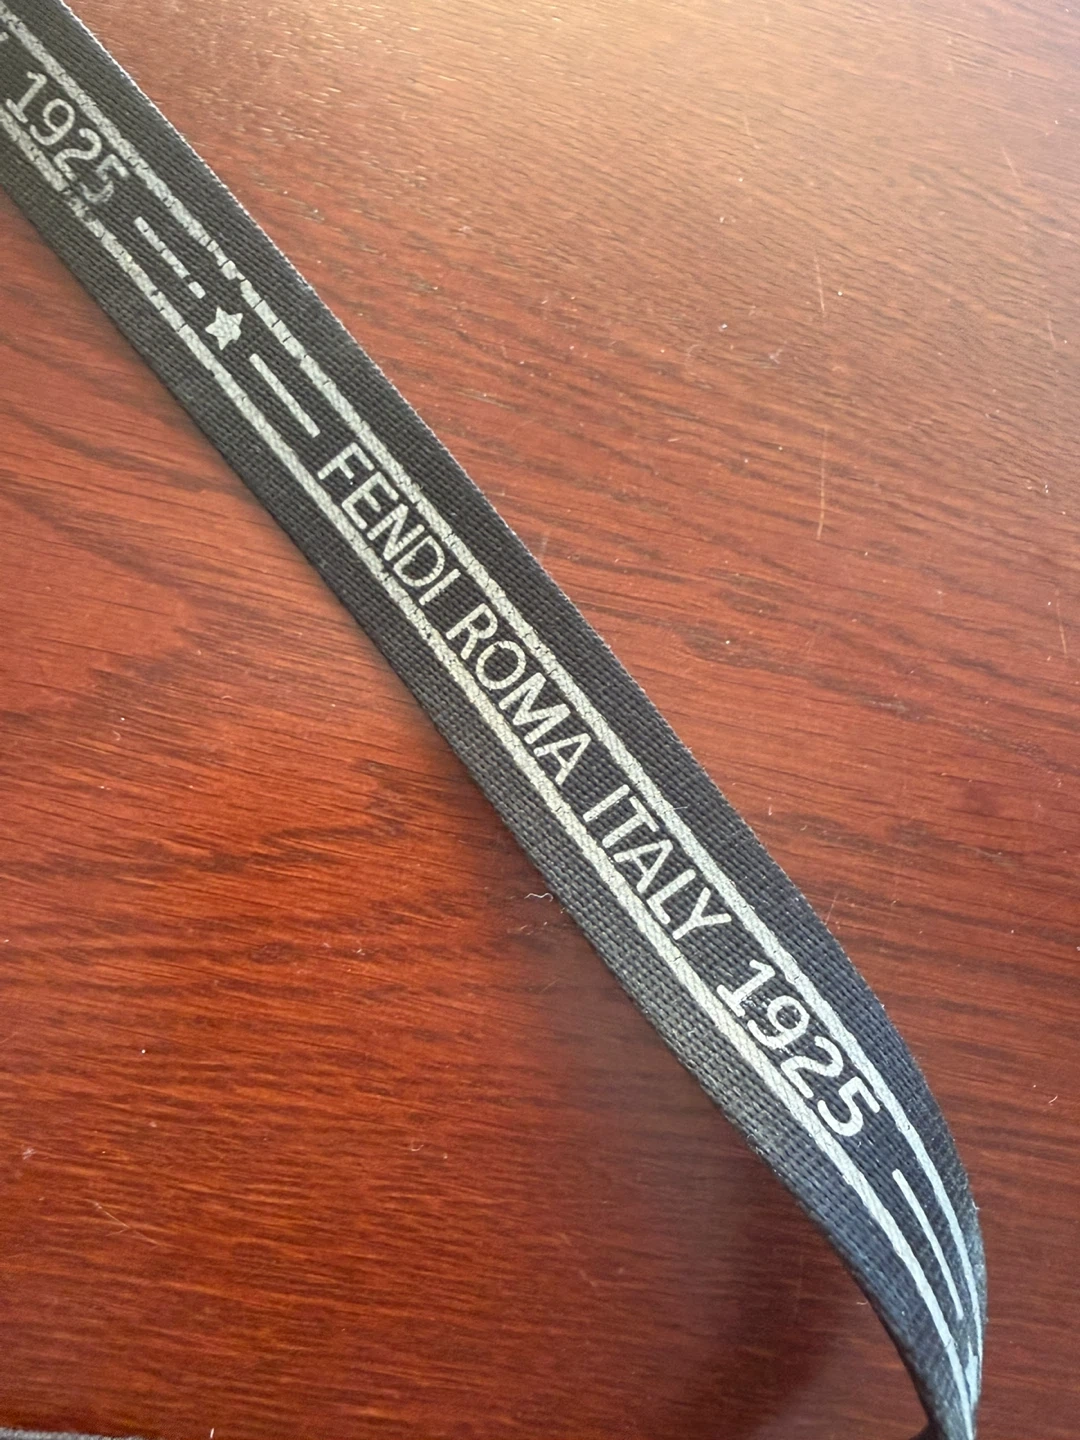 1925 — ★ — FENDI ROMA ITALY 1925 —